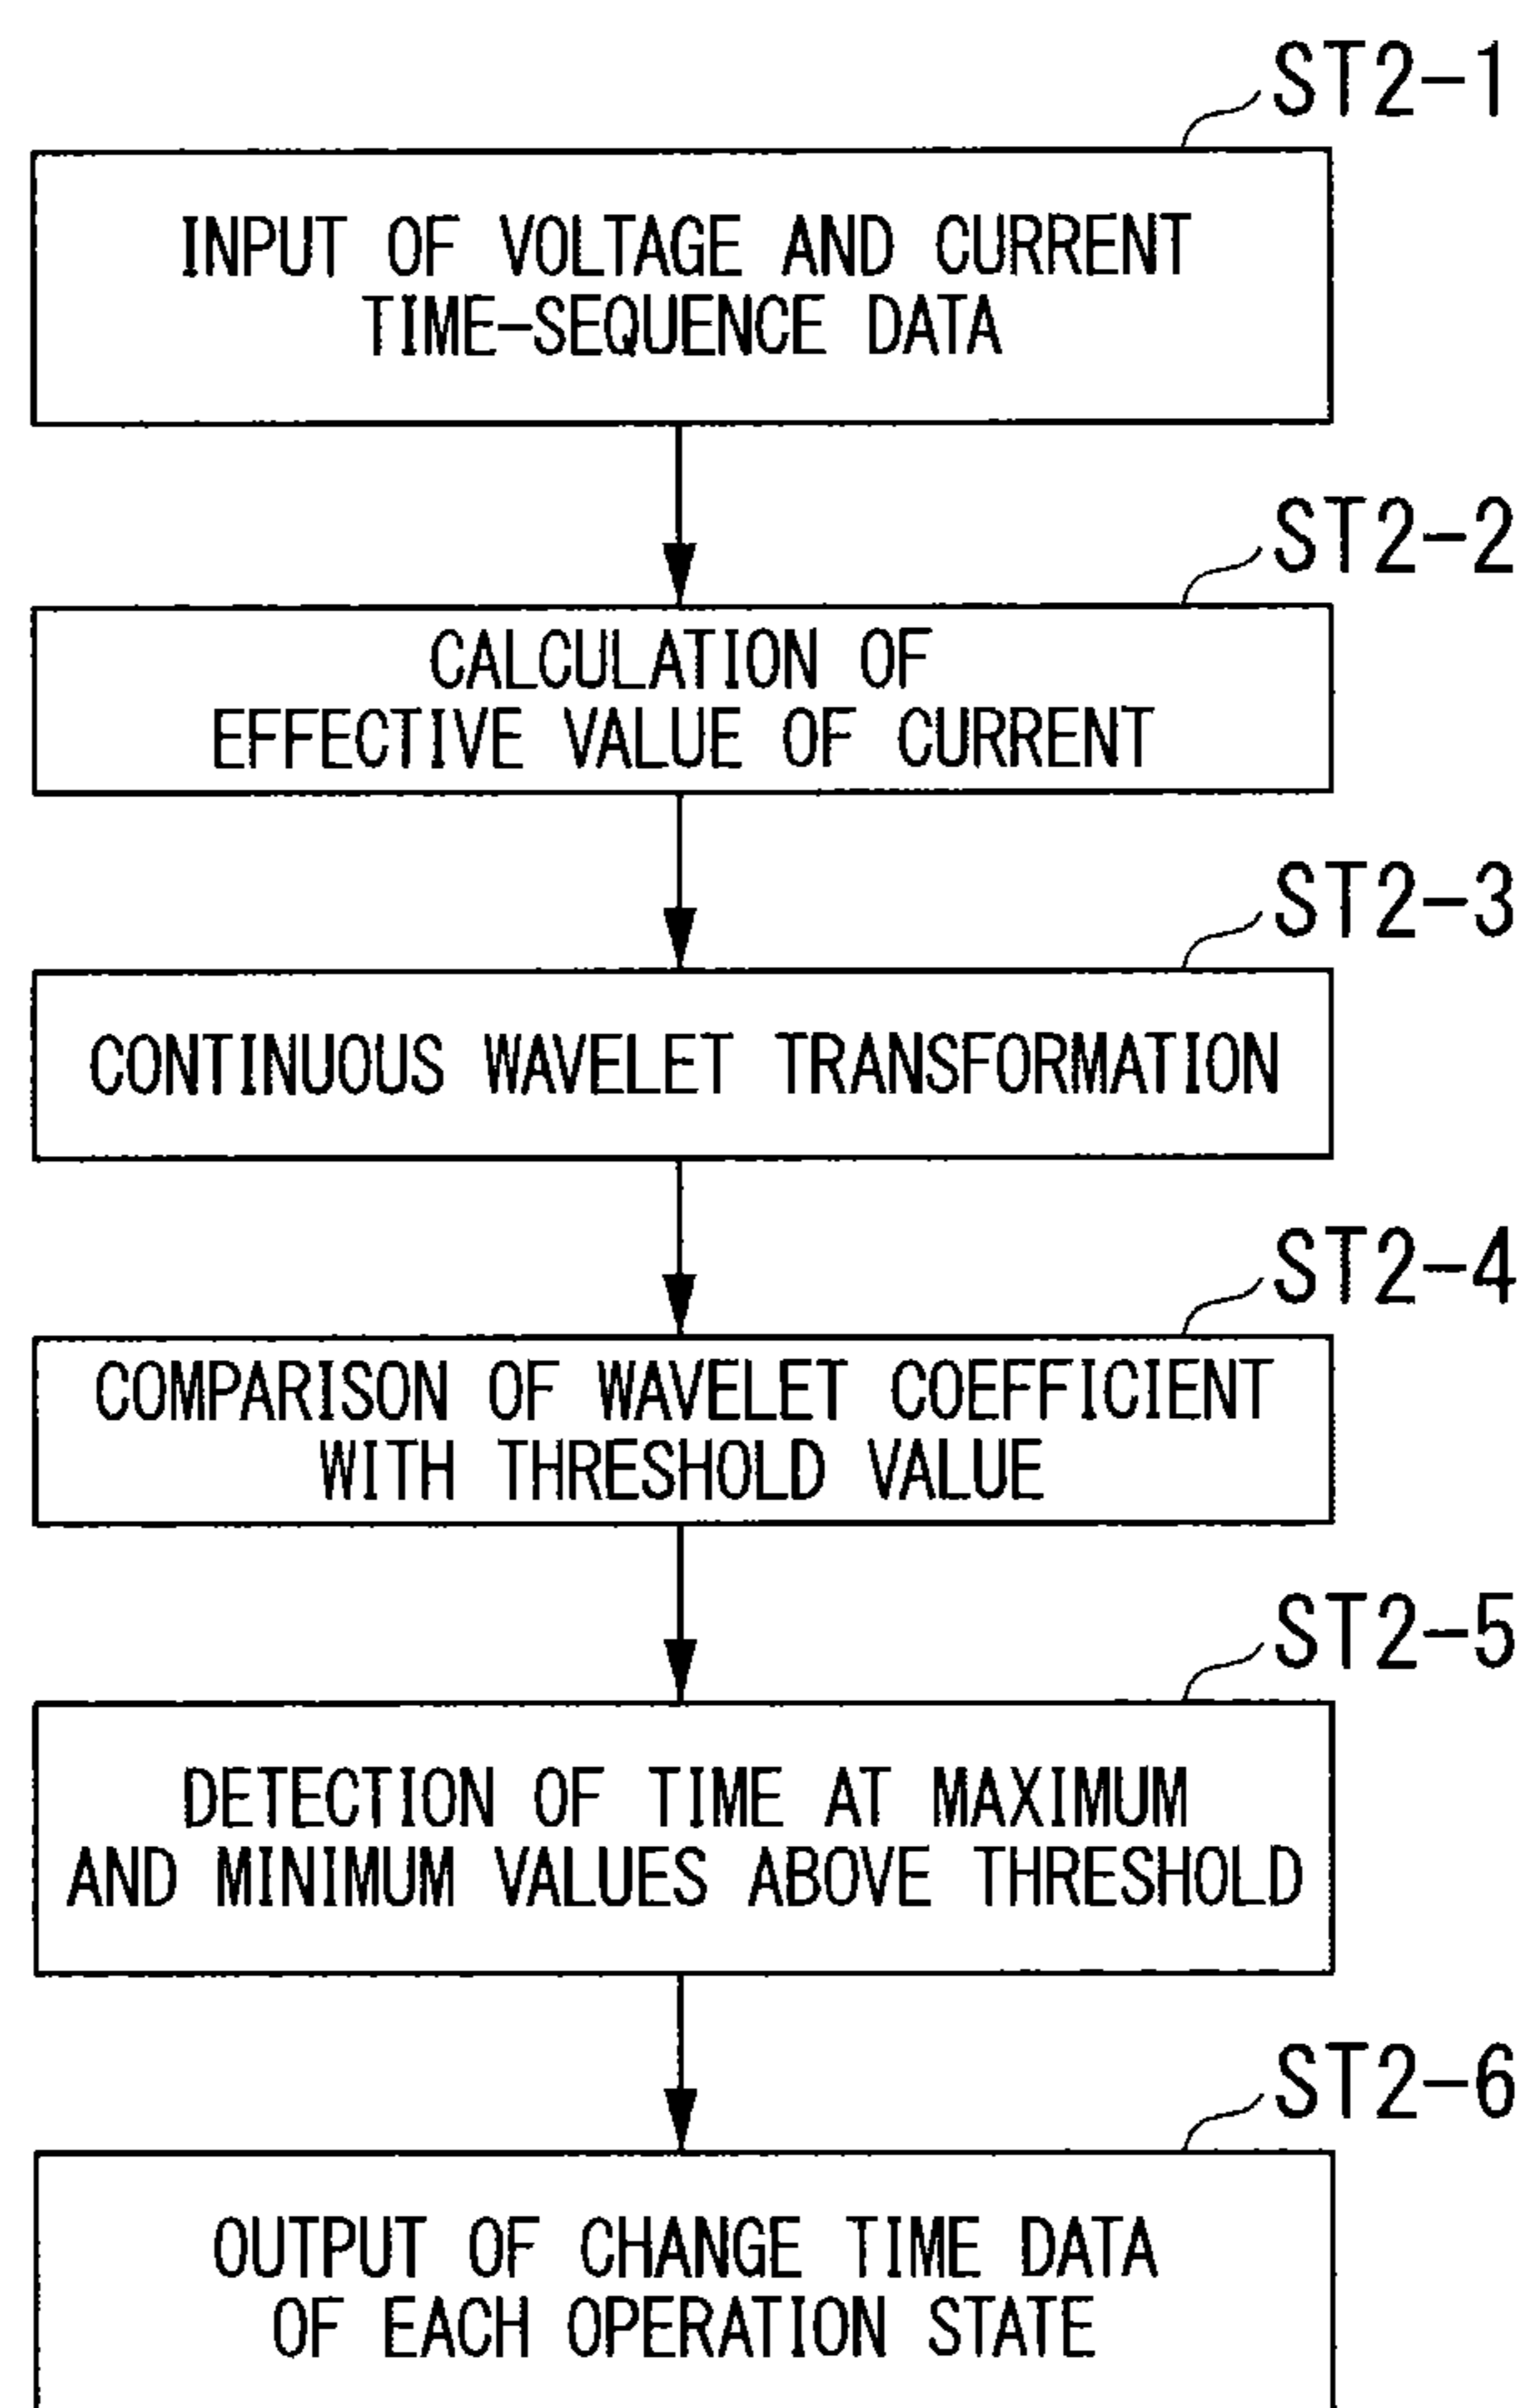 ST2-1
INPUT OF VOLTAGE AND CURRENT
TIME-SEQUENCE DATA
ST2-2
CALCULATION OF
EFFECTIVE VALUE OF CURRENT
ST2-3
CONTINUOUS WAVELET TRANSFORMATION
ST2-4
COMPARISON OF WAVELET COEFFICIENT
WITH THRESHOLD VALUE
ST2-5
DETECTION OF TIME AT MAXIMUM
AND MINIMUM VALUES ABOVE THRESHOLD
ST2-6
OUTPUT OF CHANGE TIME DATA
OF EACH OPERATION STATE